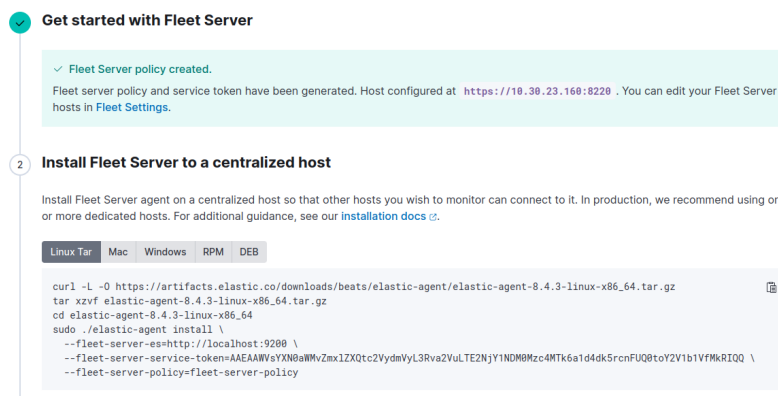 Get started with Fleet Server
Fleet Server policy created.
Fleet server policy and service token have been generated. Host configured at https://10.30.23.160:8220 . You can edit your Fleet Server
hosts in Fleet Settings.
2
Install Fleet Server to a centralized host
Install Fleet Server agent on a centralized host so that other hosts you wish to monitor can connect to it. In production, we recommend using or
or more dedicated hosts. For additional guidance, see our installation docs.
Linux Tar Mac Windows RPM DEB
curl -L -O https://artifacts.elastic.co/downloads/beats/elastic-agent/elastic-agent-8.4.3-linux-x86_64.tar.gz
tar xzvf elastic-agent-8.4.3-linux-x86_64.tar.gz
cd elastic-agent-8.4.3-linux-x86_64
sudo ./elastic-agent install \
--fleet-server-es=http://localhost:9200 \
--fleet-server-service-token=AAEAAWVsYXN0aWMvZmxlZXQtc2VydmVyL3Rva2VuLTE2NjY1NDM0Mzc4MTk6a1d4dk5rcnFUQ0toY2V1b1VfMkRIQQ \
--fleet-server-policy=fleet-server-policy